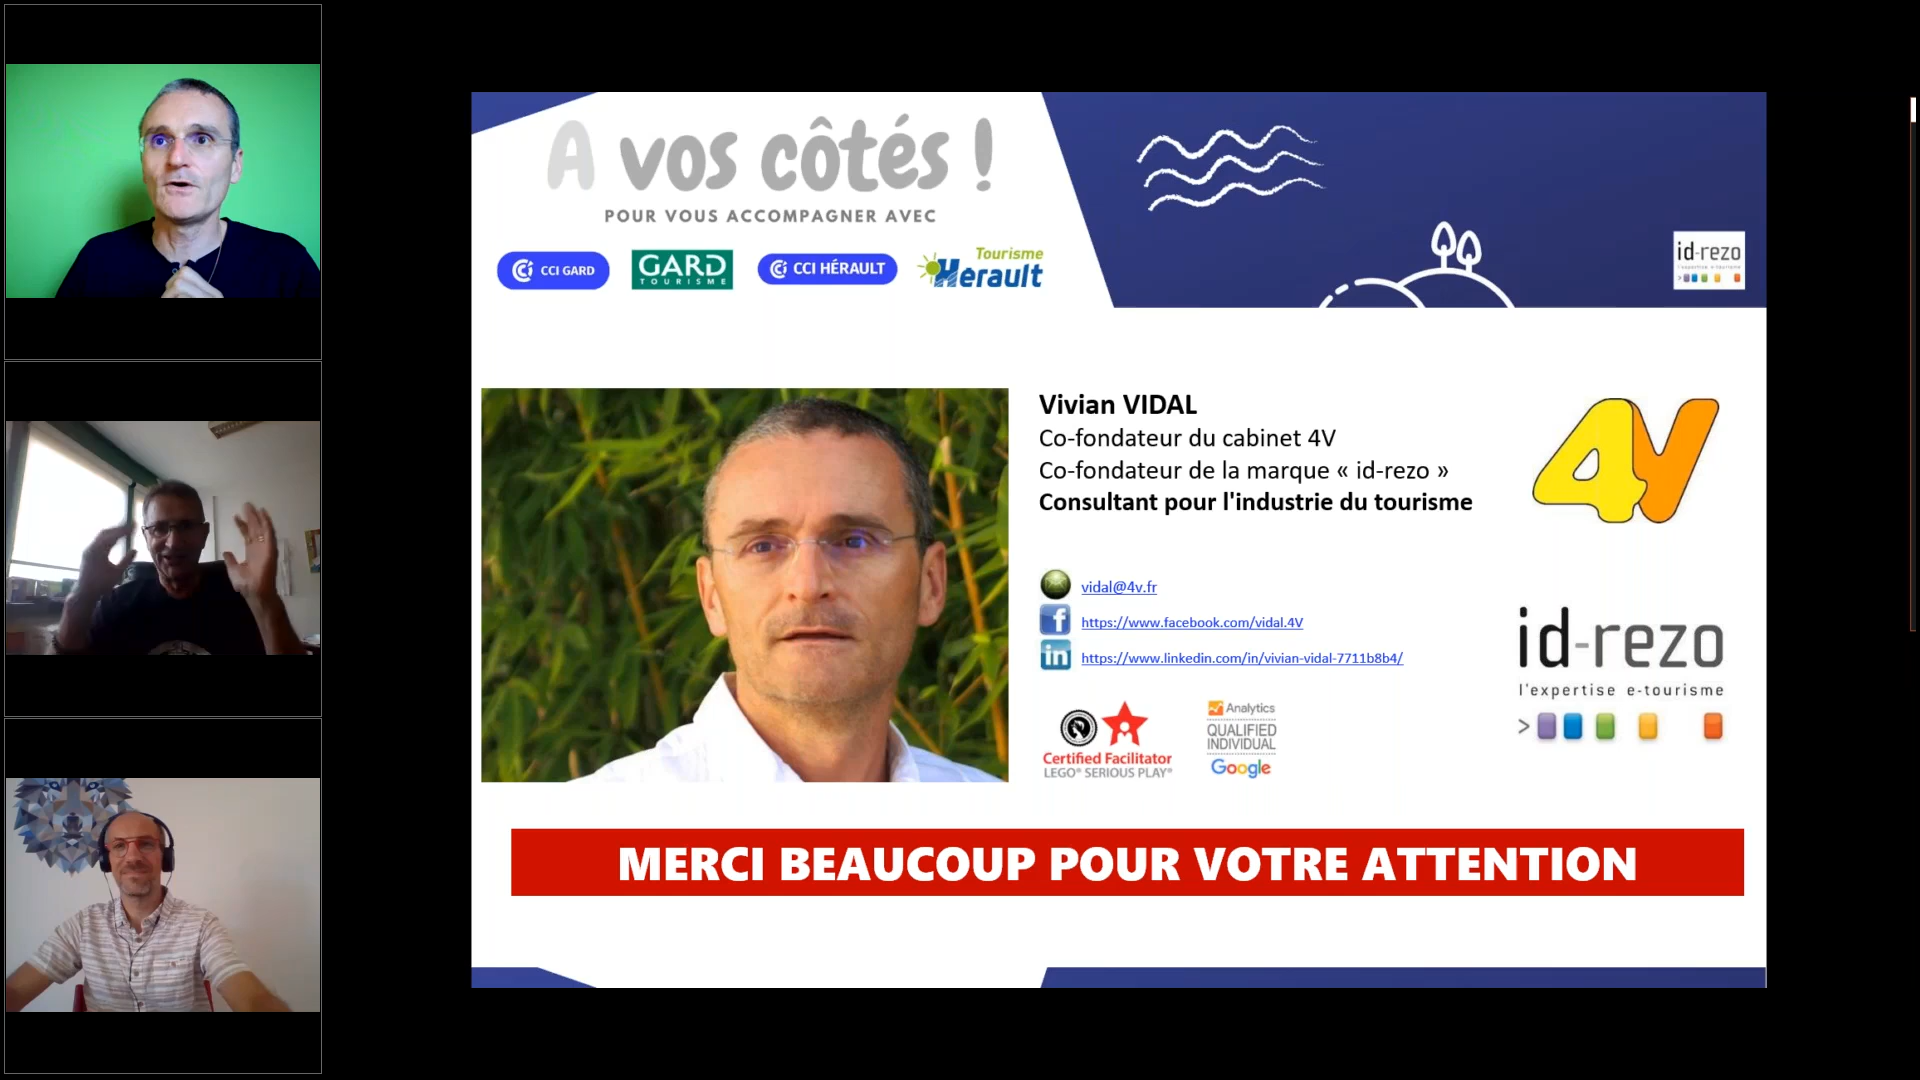 A vos côtés !
POUR VOUS ACCOMPAGNER AVEC
CCI GARD
GARD
TOURISME
CCI HÉRAULT
Tourisme
Herault
id-rezo
l'expertise e-tourisme
Vivian VIDAL
Co-fondateur du cabinet 4V
Co-fondateur de la marque « id-rezo »
Consultant pour l'industrie du tourisme
4V
vidal@4v.fr
https://www.facebook.com/vidal.4V
https://www.linkedin.com/in/vivian-vidal-7711b8b4/
id-rezo
l'expertise e-tourisme
Certified Facilitator
LEGO® SERIOUS PLAY®
Analytics
QUALIFIED
INDIVIDUAL
Google
MERCI BEAUCOUP POUR VOTRE ATTENTION